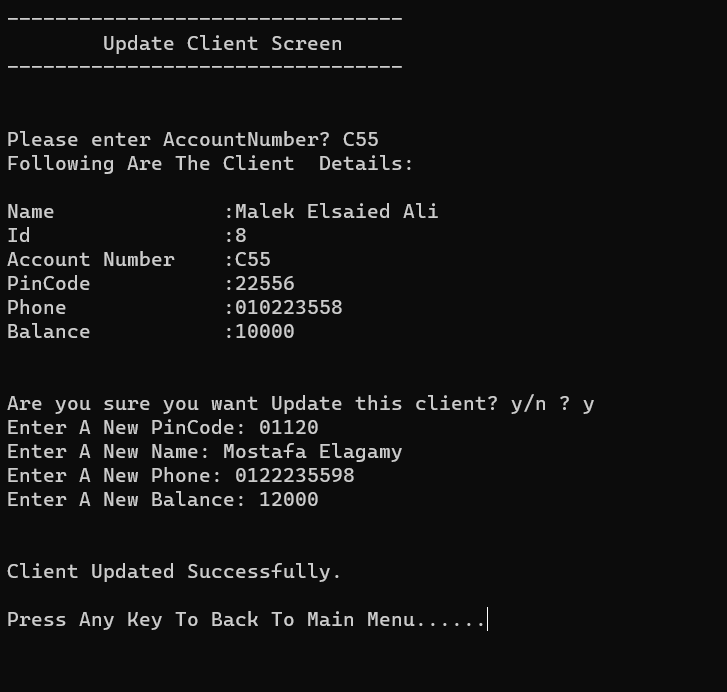 ---------------------------------
        Update Client Screen
---------------------------------
Please enter AccountNumber? C55
Following Are The Client  Details:
Name              :Malek Elsaied Ali
Id                :8
Account Number    :C55
PinCode           :22556
Phone             :010223558
Balance           :10000
Are you sure you want Update this client? y/n ? y
Enter A New PinCode: 01120
Enter A New Name: Mostafa Elagamy
Enter A New Phone: 0122235598
Enter A New Balance: 12000
Client Updated Successfully.
Press Any Key To Back To Main Menu......